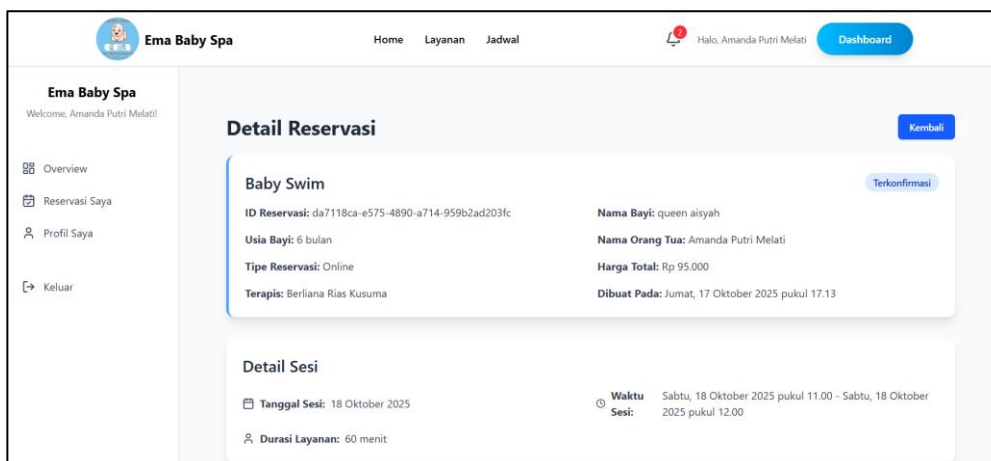 Ema Baby Spa
Home Layanan Jadwal
2
Halo, Amanda Putri Melati
Dashboard
Ema Baby Spa
Welcome, Amanda Putri Melati!
Overview
Reservasi Saya
Profil Saya
Keluar
Detail Reservasi
Kembali
Baby Swim
Terkonfirmasi
ID Reservasi: da7118ca-e575-4890-a714-959b2ad203fc
Nama Bayi: queen aisyah
Usia Bayi: 6 bulan
Nama Orang Tua: Amanda Putri Melati
Tipe Reservasi: Online
Harga Total: Rp 95.000
Terapis: Berliana Rias Kusuma
Dibuat Pada: Jumat, 17 Oktober 2025 pukul 17.13
Detail Sesi
Tanggal Sesi: 18 Oktober 2025
Waktu Sesi: Sabtu, 18 Oktober 2025 pukul 11.00 - Sabtu, 18 Oktober
2025 pukul 12.00
Durasi Layanan: 60 menit